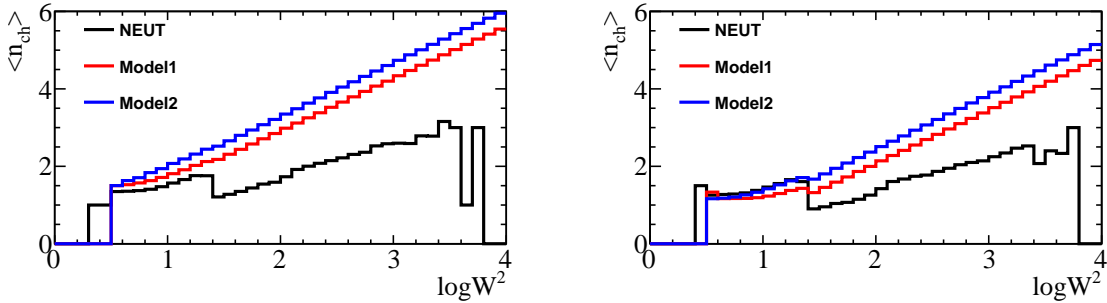 <n_ch>
6
4
2
0
NEUT
Model1
Model2
0 1 2 3 4
logW²
<n_ch>
6
4
2
0
NEUT
Model1
Model2
0 1 2 3 4
logW²